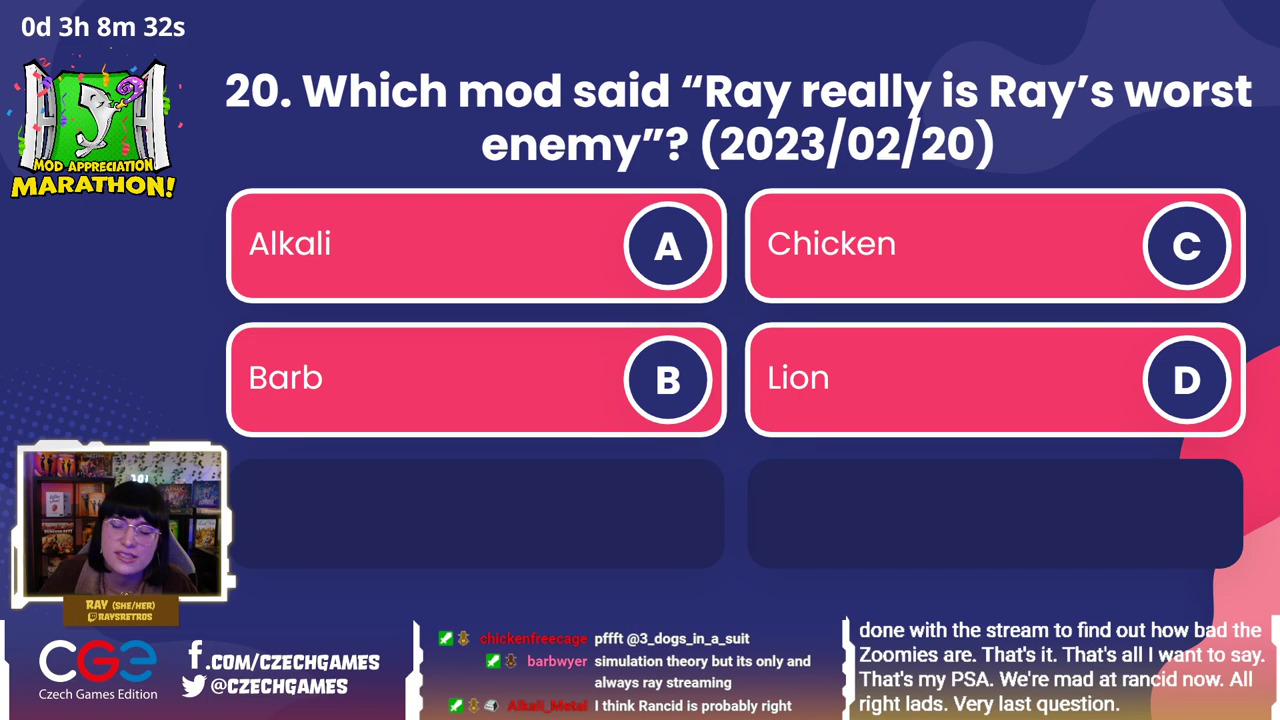 0d 3h 8m 32s
MOD APPRECIATION
MARATHON!
20. Which mod said “Ray really is Ray’s worst
enemy”? (2023/02/20)
Alkali
A
Chicken
C
Barb
B
Lion
D
RAY (SHE/HER)
RAYSRETROS
CGE
Czech Games Edition
f.COM/CZECHGAMES
@CZECHGAMES
chickenfreecage pffft @3_dogs_in_a_suit
barbwyer simulation theory but its only and
always ray streaming
Alkali_Metal I think Rancid is probably right
done with the stream to find out how bad the
Zoomies are. That's it. That's all I want to say.
That's my PSA. We're mad at rancid now. All
right lads. Very last question.